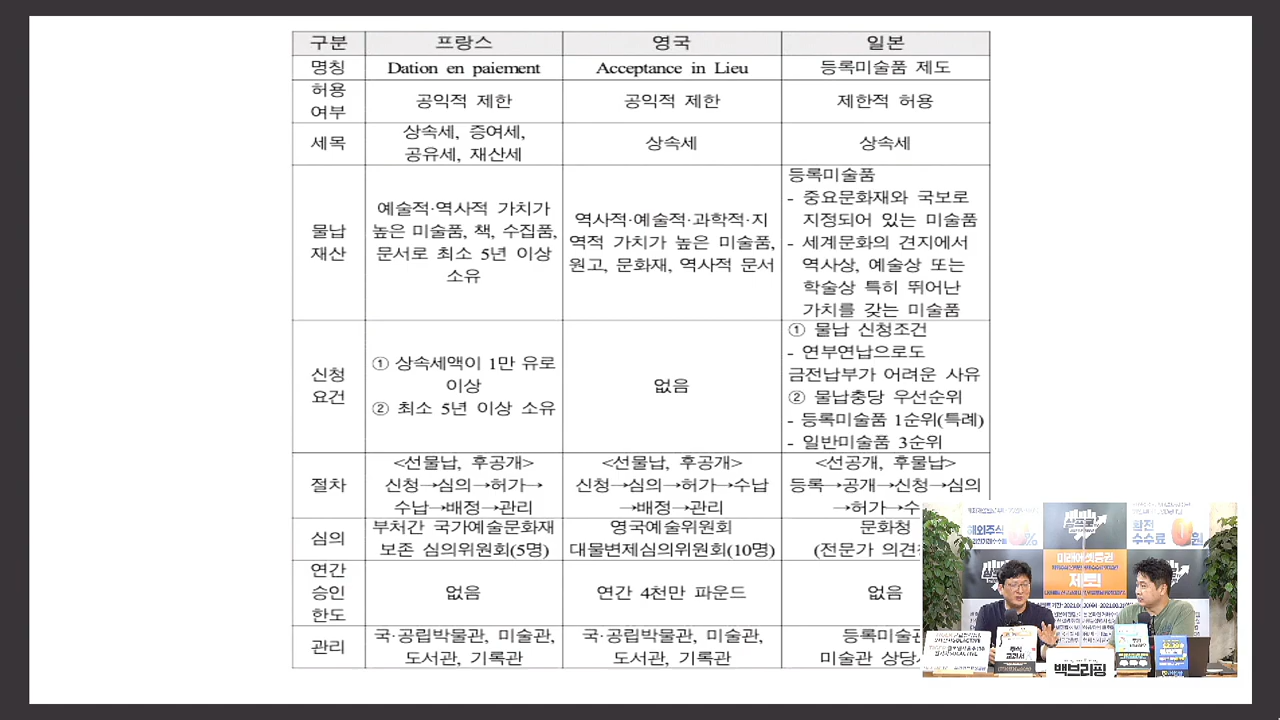 구분 프랑스 영국 일본
명칭 Dation en paiement Acceptance in Lieu 등록미술품 제도
허용
여부
공익적 제한 공익적 제한 제한적 허용
세목
상속세, 증여세,
공유세, 재산세
상속세 상속세
물납
재산
예술적·역사적 가치가
높은 미술품, 책, 수집품,
문서로 최소 5년 이상
소유
역사적·예술적·과학적·지
역적 가치가 높은 미술품,
원고, 문화재, 역사적 문서
등록미술품
- 중요문화재와 국보로
지정되어 있는 미술품
- 세계문화의 견지에서
역사상, 예술상 또는
학술상 특히 뛰어난
가치를 갖는 미술품
신청
요건
① 상속세액이 1만 유로
이상
② 최소 5년 이상 소유
없음
① 물납 신청조건
- 연부연납으로도
금전납부가 어려운 사유
② 물납충당 우선순위
- 등록미술품 1순위(특례)
- 일반미술품 3순위
절차
<선물납, 후공개>
신청→심의→허가→
수납→배정→관리
<선물납, 후공개>
신청→심의→허가→수납
→배정→관리
<선공개, 후물납>
등록→공개→신청→심의
→허가→수
심의
부처간 국가예술문화재
보존 심의위원회(5명)
영국예술위원회
대물변제심의위원회(10명)
문화청
(전문가 의견
연간
승인
한도
없음 연간 4천만 파운드 없음
관리
국·공립박물관, 미술관,
도서관, 기록관
국·공립박물관, 미술관,
도서관, 기록관
등록미술
미술관 상당
해외주식
%
환전
수수료 0원
미래에셋증권
제로!
백브리핑